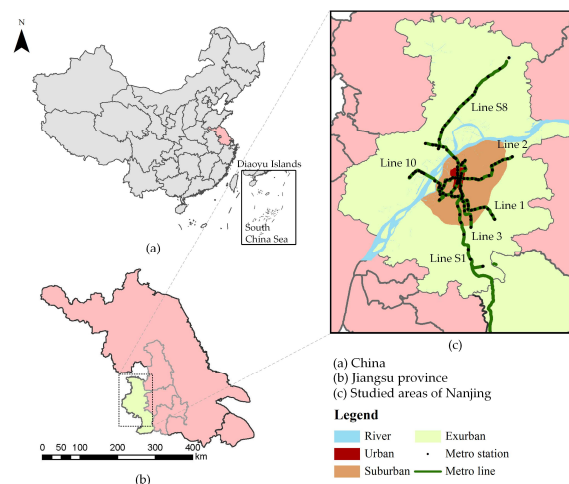 N
Diaoyu Islands
South
China Sea
(a)
Line S8
Line 2
Line 10
Line 1
Line 3
Line S1
(c)
0 50 100 200 300 400
km
(b)
(a) China
(b) Jiangsu province
(c) Studied areas of Nanjing
Legend
River
Exurban
Urban
Metro station
Suburban
Metro line